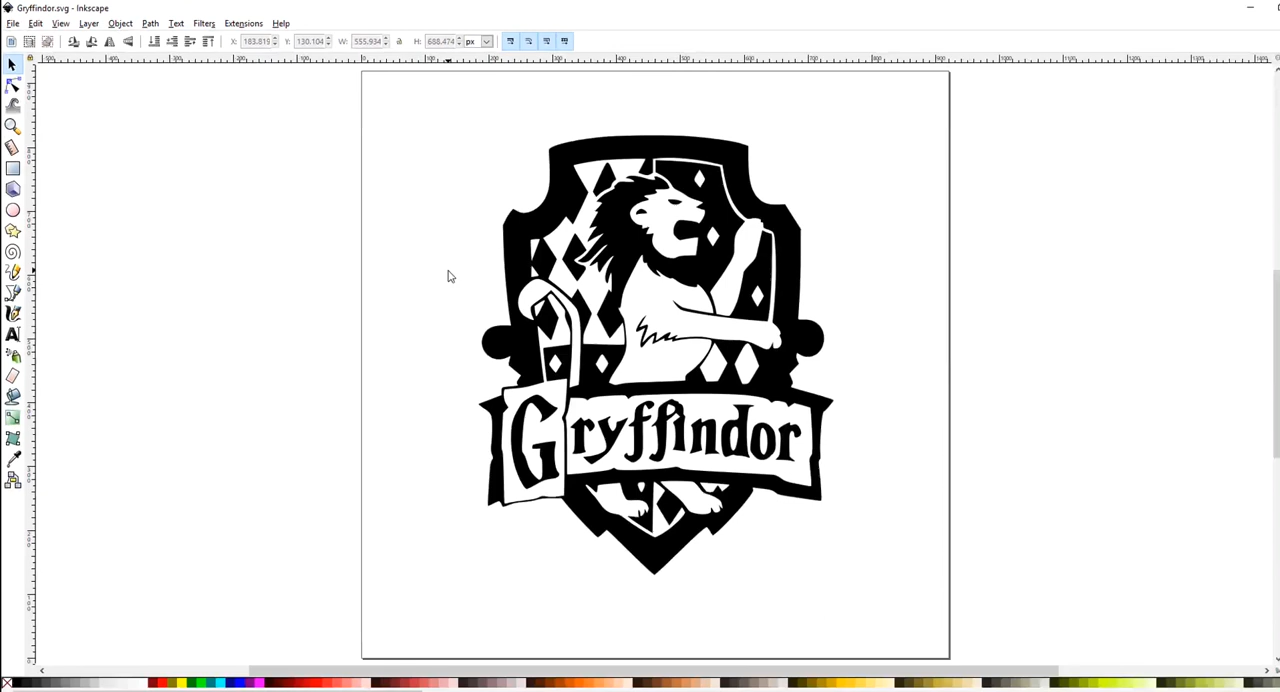 Gryffindor.svg - Inkscape
File Edit View Layer Object Path Text Filters Extensions Help
X: 183.819 Y: 130.104 W: 555.934 H: 688.474 px
Gryffindor